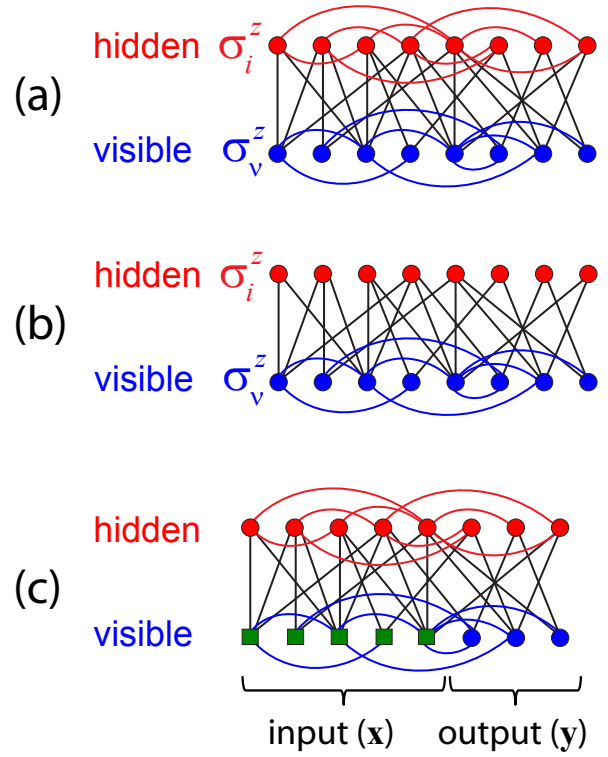 (a)
hidden σ_i^z
visible σ_ν^z
(b)
hidden σ_i^z
visible σ_ν^z
(c)
hidden
visible
input (x) output (y)